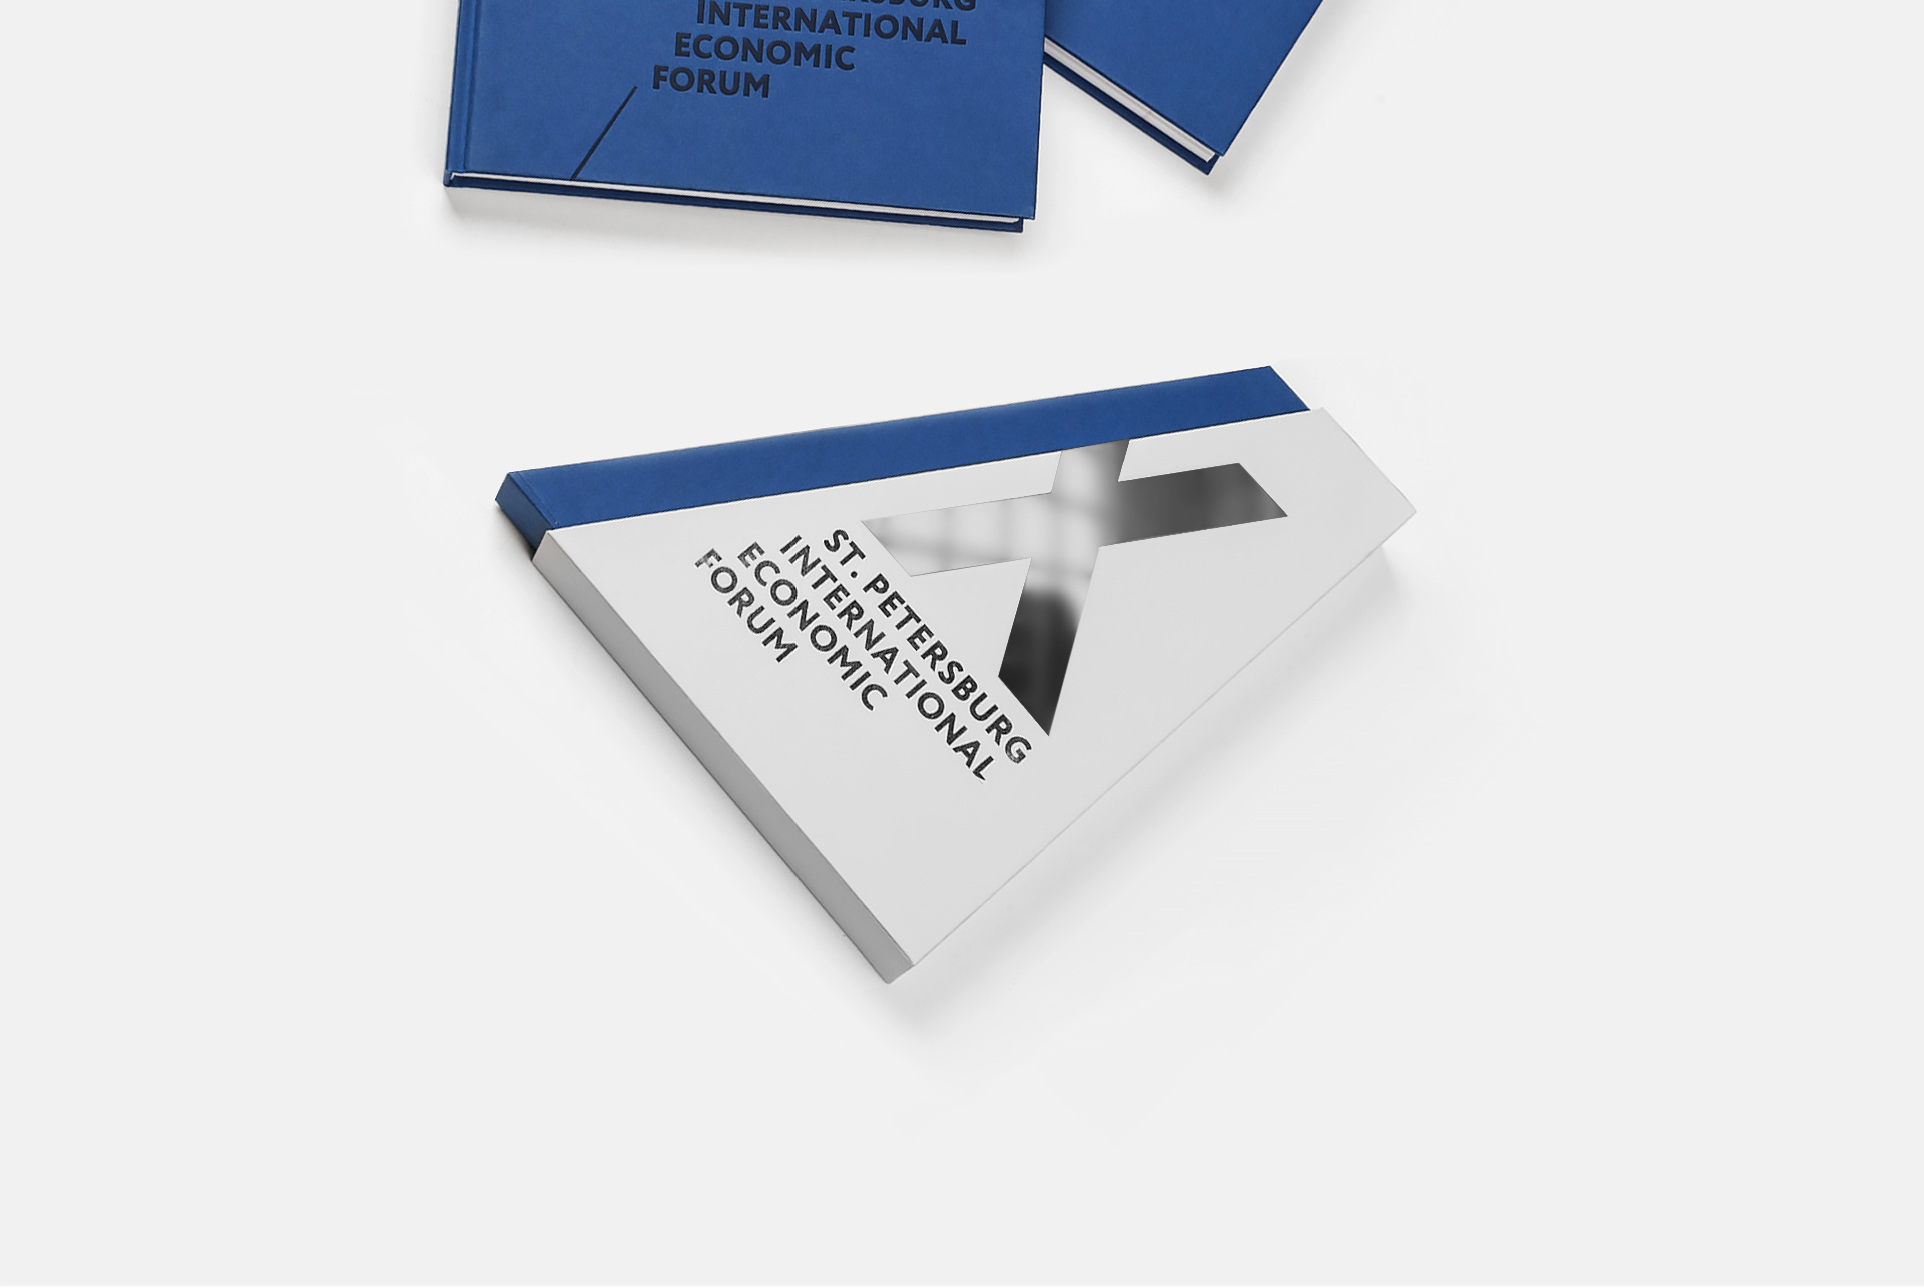 INTERNATIONAL
ECONOMIC
FORUM
ST. PETERSBURG
INTERNATIONAL
ECONOMIC
FORUM